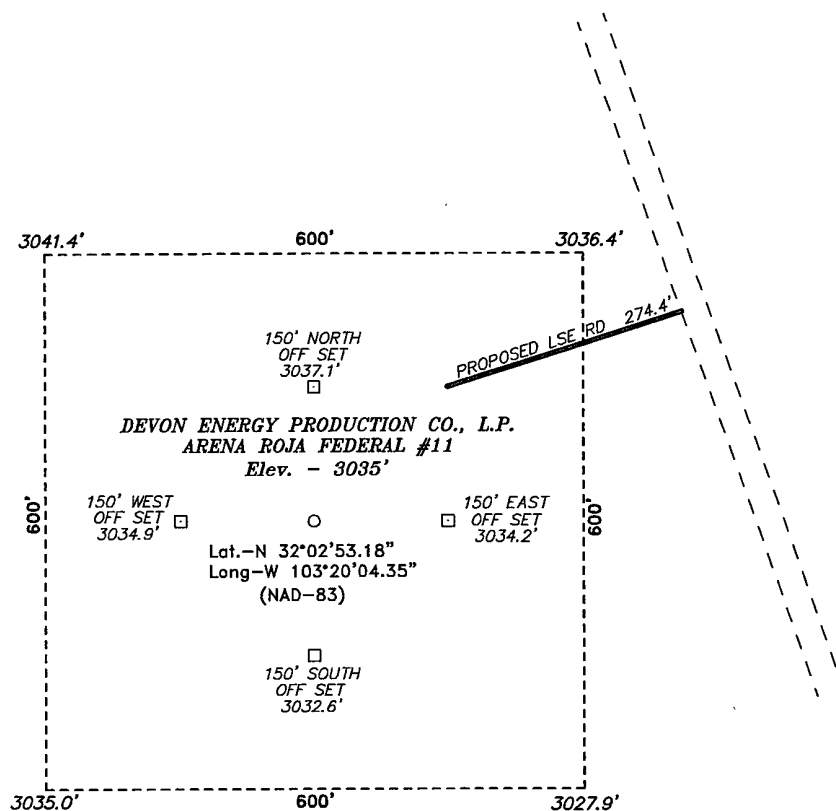 3041.4'
600'
3036.4'
PROPOSED LSE RD 274.4'
150' NORTH
OFF SET
3037.1'
DEVON ENERGY PRODUCTION CO., L.P.
ARENA ROJA FEDERAL #11
Elev. - 3035'
600'
150' WEST
OFF SET
3034.9'
150' EAST
OFF SET
3034.2'
600'
Lat.-N 32°02'53.18"
Long-W 103°20'04.35"
(NAD-83)
150' SOUTH
OFF SET
3032.6'
3035.0'
600'
3027.9'